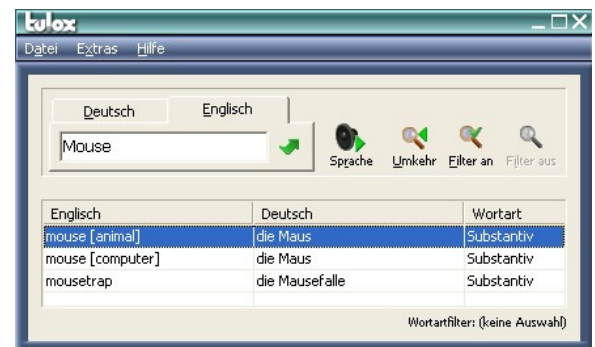 tulox
Datei Extras Hilfe
Deutsch Englisch
Mouse
Sprache Umkehr Filter an Filter aus
Englisch Deutsch Wortart
mouse [animal] die Maus Substantiv
mouse [computer] die Maus Substantiv
mousetrap die Mausefalle Substantiv
Wortartfilter: (keine Auswahl)